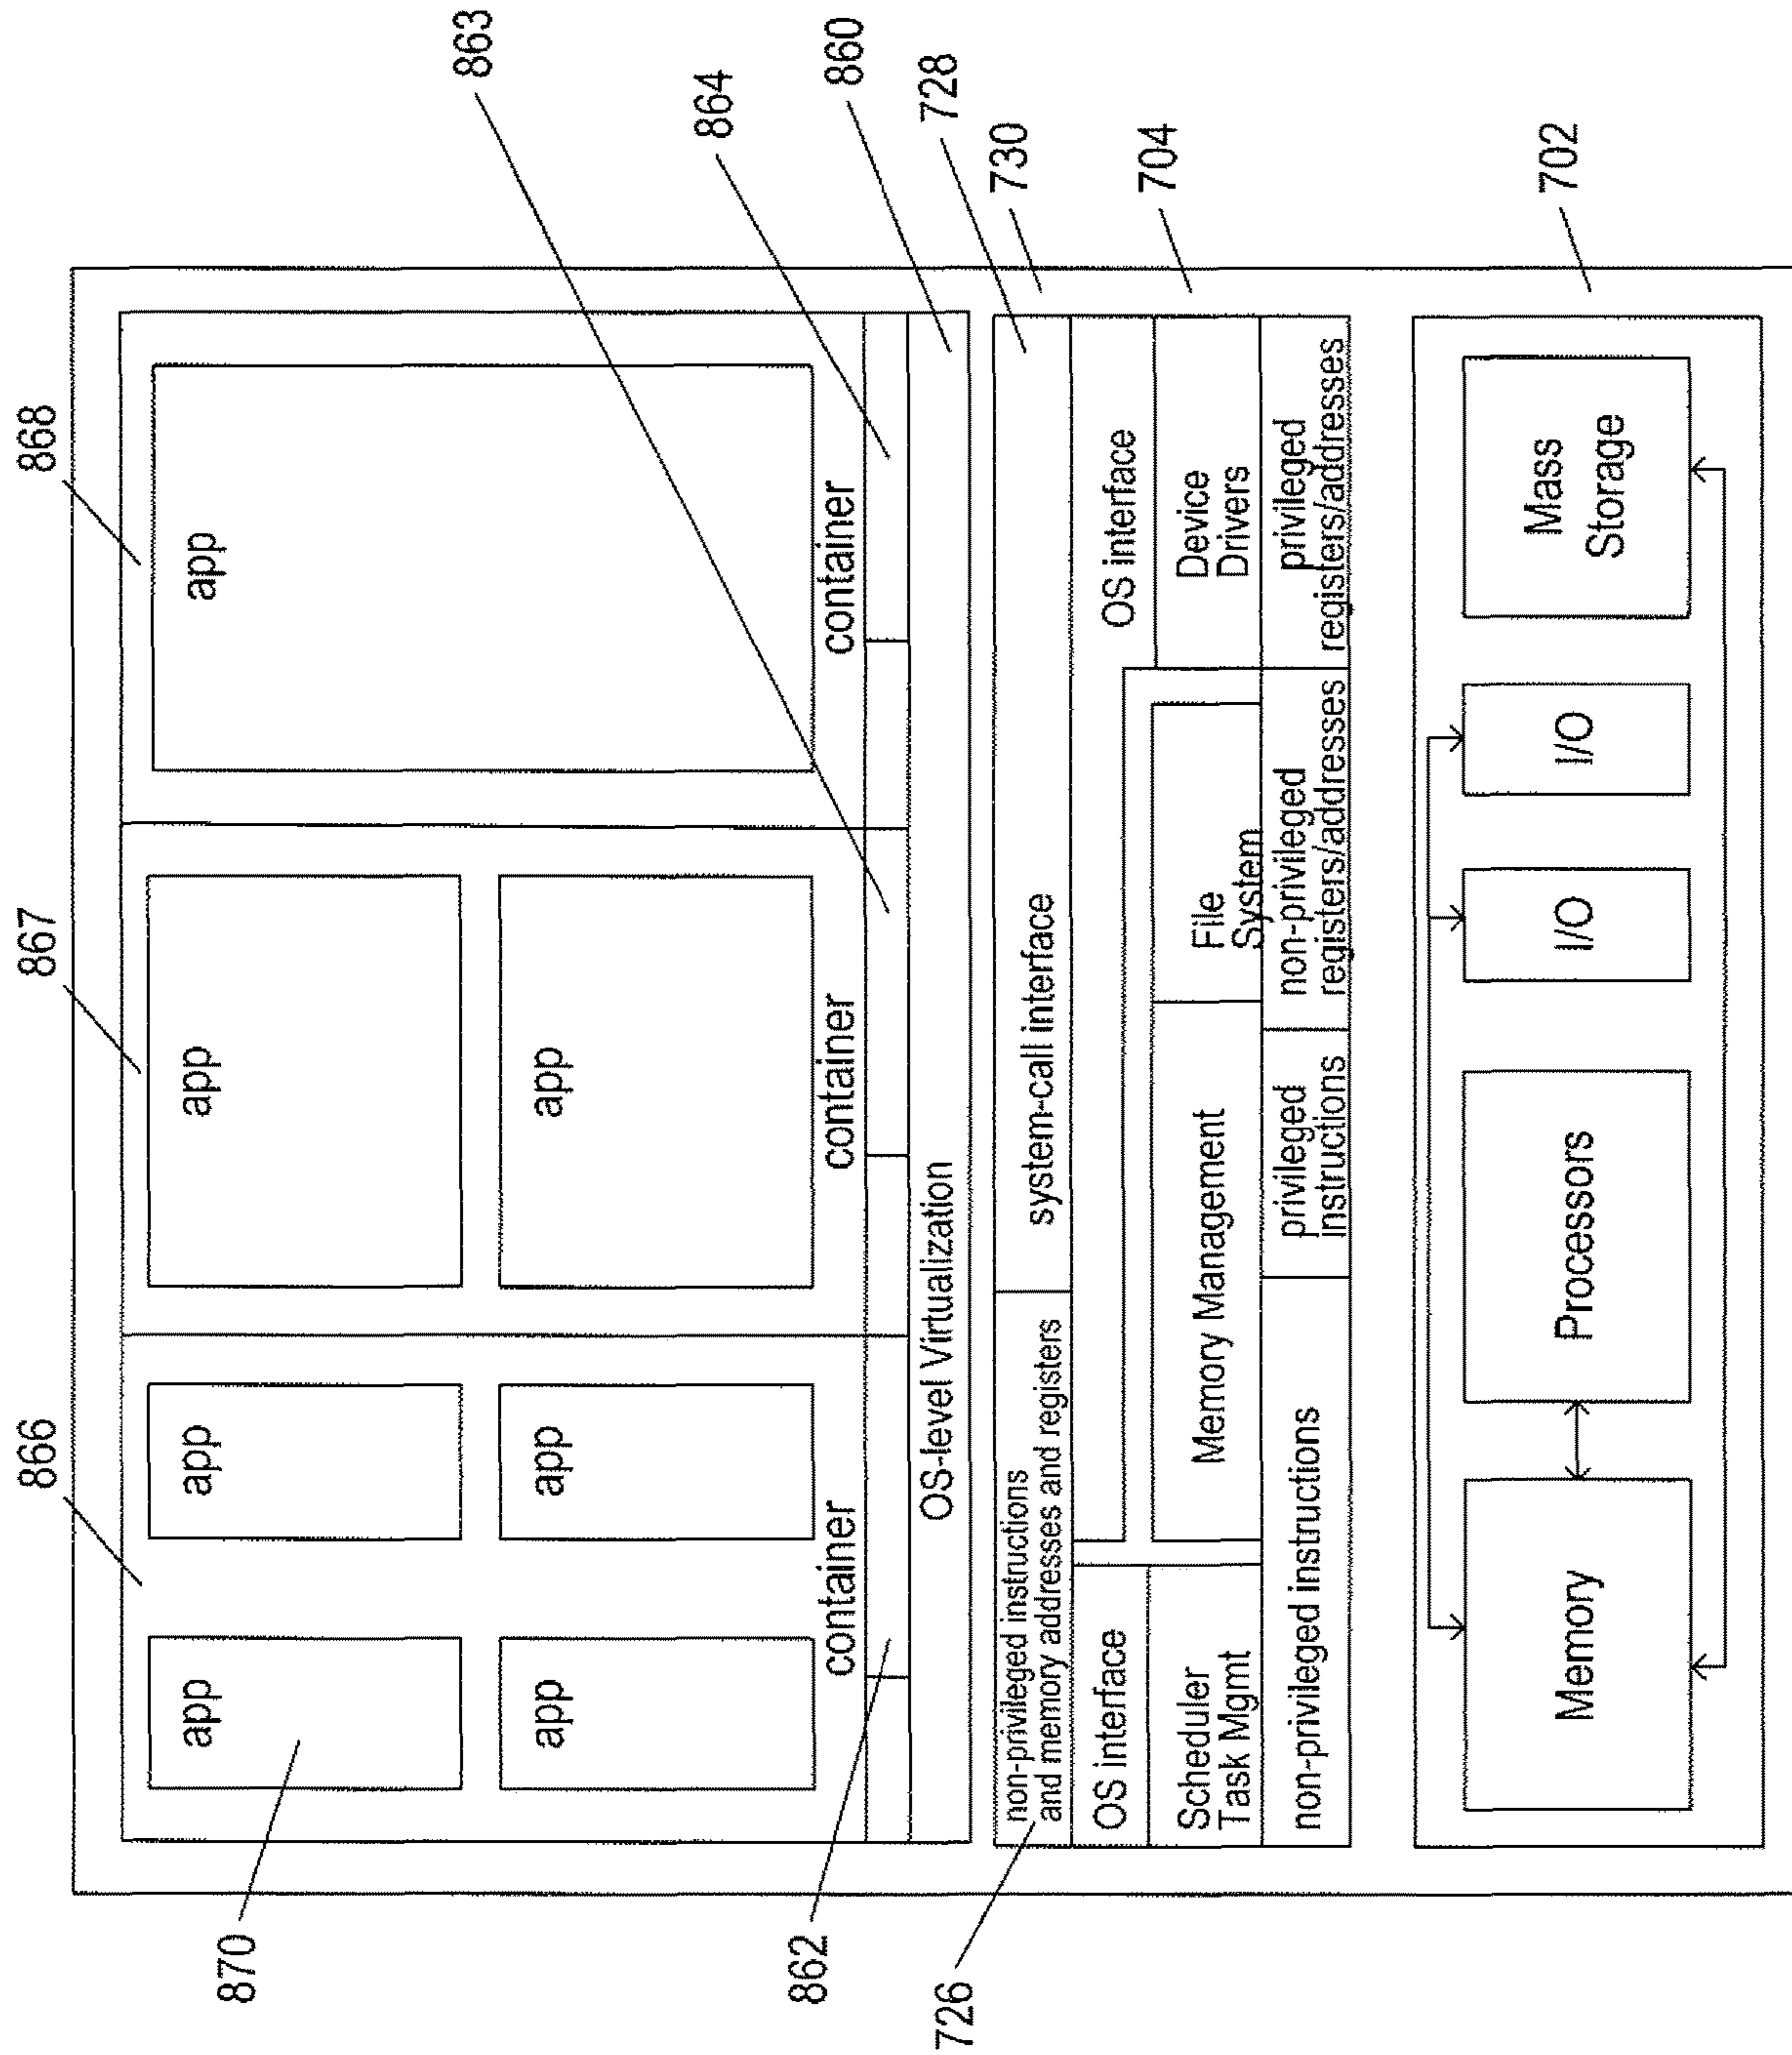 866
867
868
863
864
860
728
730
704
702
870
862
726
app
app
app
app
app
app
app
container
container
container
OS-level Virtualization
non-privileged instructions
and memory addresses and registers
system-call interface
OS interface
OS interface
Scheduler
Task Mgmt
Memory Management
File
System
Device
Drivers
non-privileged instructions
privileged
instructions
non-privileged
registers/addresses
privileged
registers/addresses
Memory
Processors
I/O
I/O
Mass
Storage